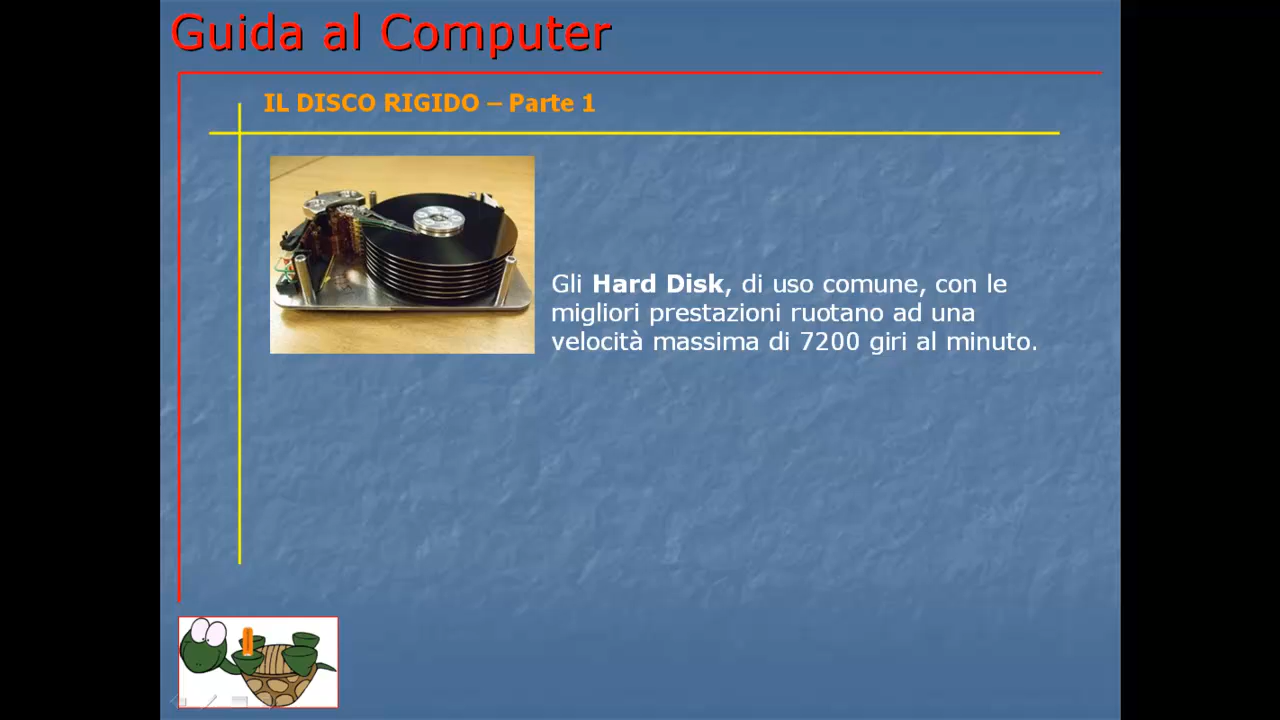 Guida al Computer
IL DISCO RIGIDO – Parte 1
Gli Hard Disk, di uso comune, con le
migliori prestazioni ruotano ad una
velocità massima di 7200 giri al minuto.